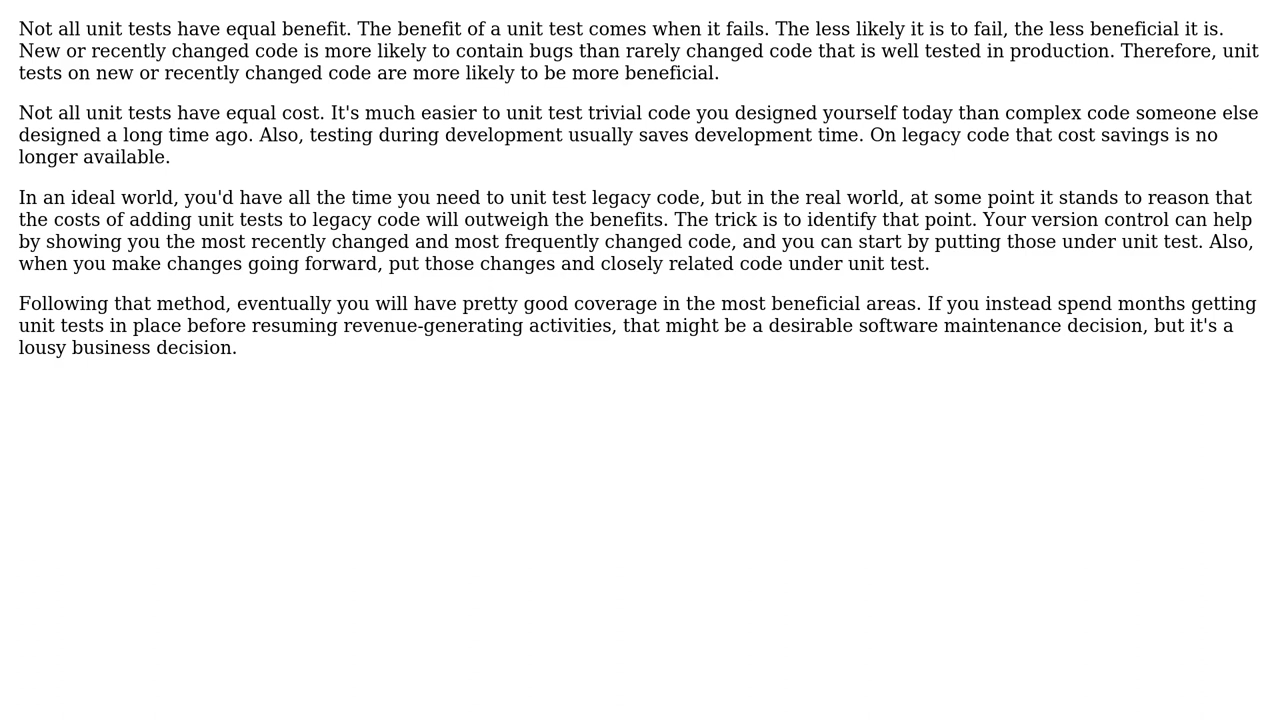 Not all unit tests have equal benefit. The benefit of a unit test comes when it fails. The less likely it is to fail, the less beneficial it is.
New or recently changed code is more likely to contain bugs than rarely changed code that is well tested in production. Therefore, unit
tests on new or recently changed code are more likely to be more beneficial.
Not all unit tests have equal cost. It's much easier to unit test trivial code you designed yourself today than complex code someone else
designed a long time ago. Also, testing during development usually saves development time. On legacy code that cost savings is no
longer available.
In an ideal world, you'd have all the time you need to unit test legacy code, but in the real world, at some point it stands to reason that
the costs of adding unit tests to legacy code will outweigh the benefits. The trick is to identify that point. Your version control can help
by showing you the most recently changed and most frequently changed code, and you can start by putting those under unit test. Also,
when you make changes going forward, put those changes and closely related code under unit test.
Following that method, eventually you will have pretty good coverage in the most beneficial areas. If you instead spend months getting
unit tests in place before resuming revenue-generating activities, that might be a desirable software maintenance decision, but it's a
lousy business decision.